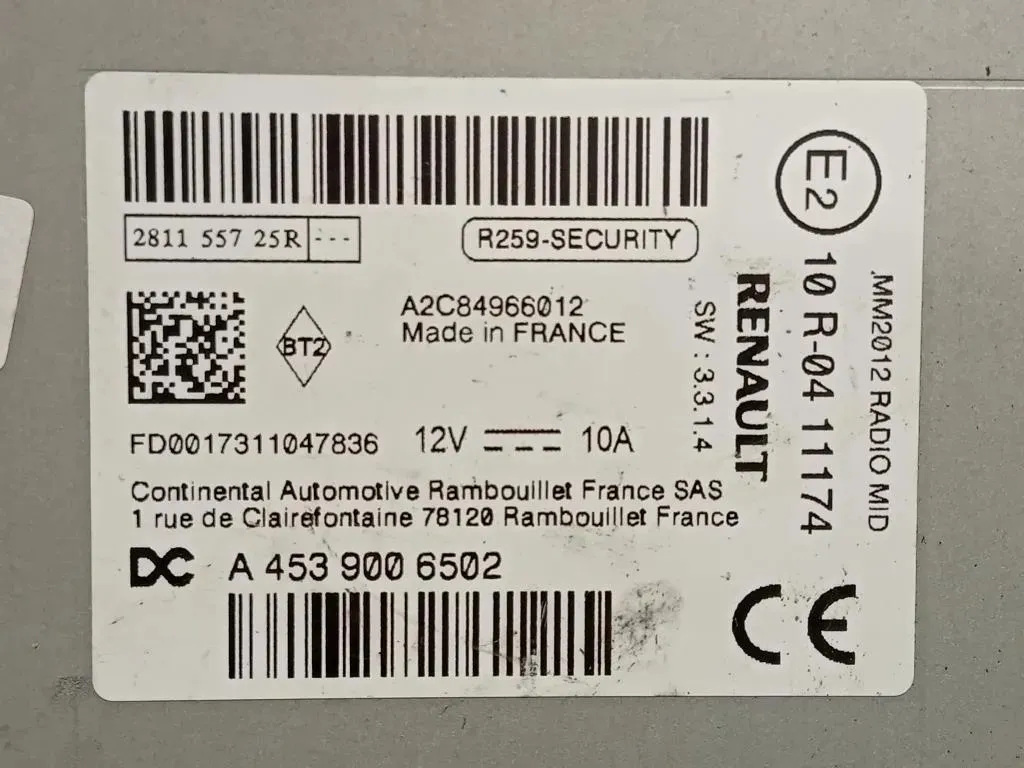 2811 557 25R ---
R259-SECURITY
BT2
A2C84966012
Made in FRANCE
FD0017311047836
12V
10A
Continental Automotive Rambouillet France SAS
1 rue de Clairefontaine 78120 Rambouillet France
DC A 453 900 6502
SW : 3.3.1.4
RENAULT
E2
10 R-04 11174
MM2012 RADIO MID
CE